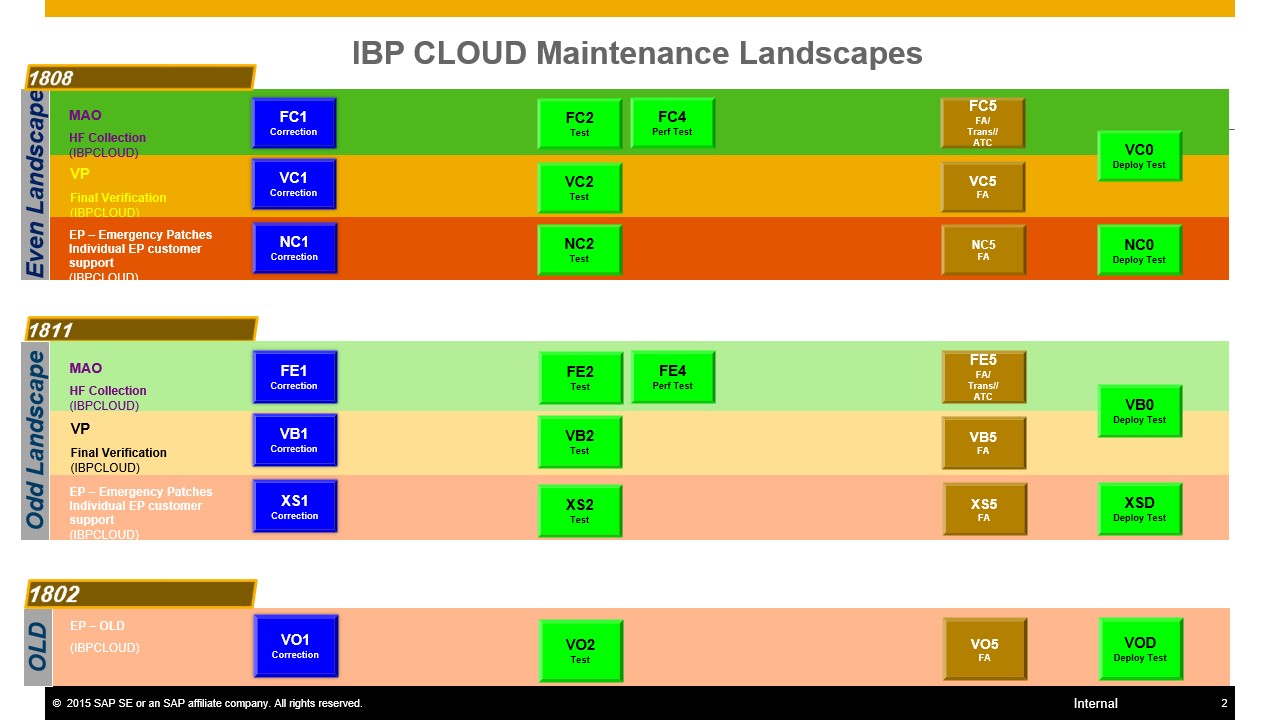 IBP CLOUD Maintenance Landscapes
1808
Even Landscape
MAO
HF Collection
(IBPCLOUD)
FC1
Correction
FC2
Test
FC4
Perf Test
FC5
FA/
Trans//
ATC
VC0
Deploy Test
VP
Final Verification
(IBPCLOUD)
VC1
Correction
VC2
Test
VC5
FA
EP – Emergency Patches
Individual EP customer
support
(IBPCLOUD)
NC1
Correction
NC2
Test
NC5
FA
NC0
Deploy Test
1811
Odd Landscape
MAO
HF Collection
(IBPCLOUD)
FE1
Correction
FE2
Test
FE4
Perf Test
FE5
FA/
Trans//
ATC
VB0
Deploy Test
VP
Final Verification
(IBPCLOUD)
VB1
Correction
VB2
Test
VB5
FA
EP – Emergency Patches
Individual EP customer
support
(IBPCLOUD)
XS1
Correction
XS2
Test
XS5
FA
XSD
Deploy Test
1802
OLD
EP – OLD
(IBPCLOUD)
VO1
Correction
VO2
Test
VO5
FA
VOD
Deploy Test
© 2015 SAP SE or an SAP affiliate company. All rights reserved.
Internal
2